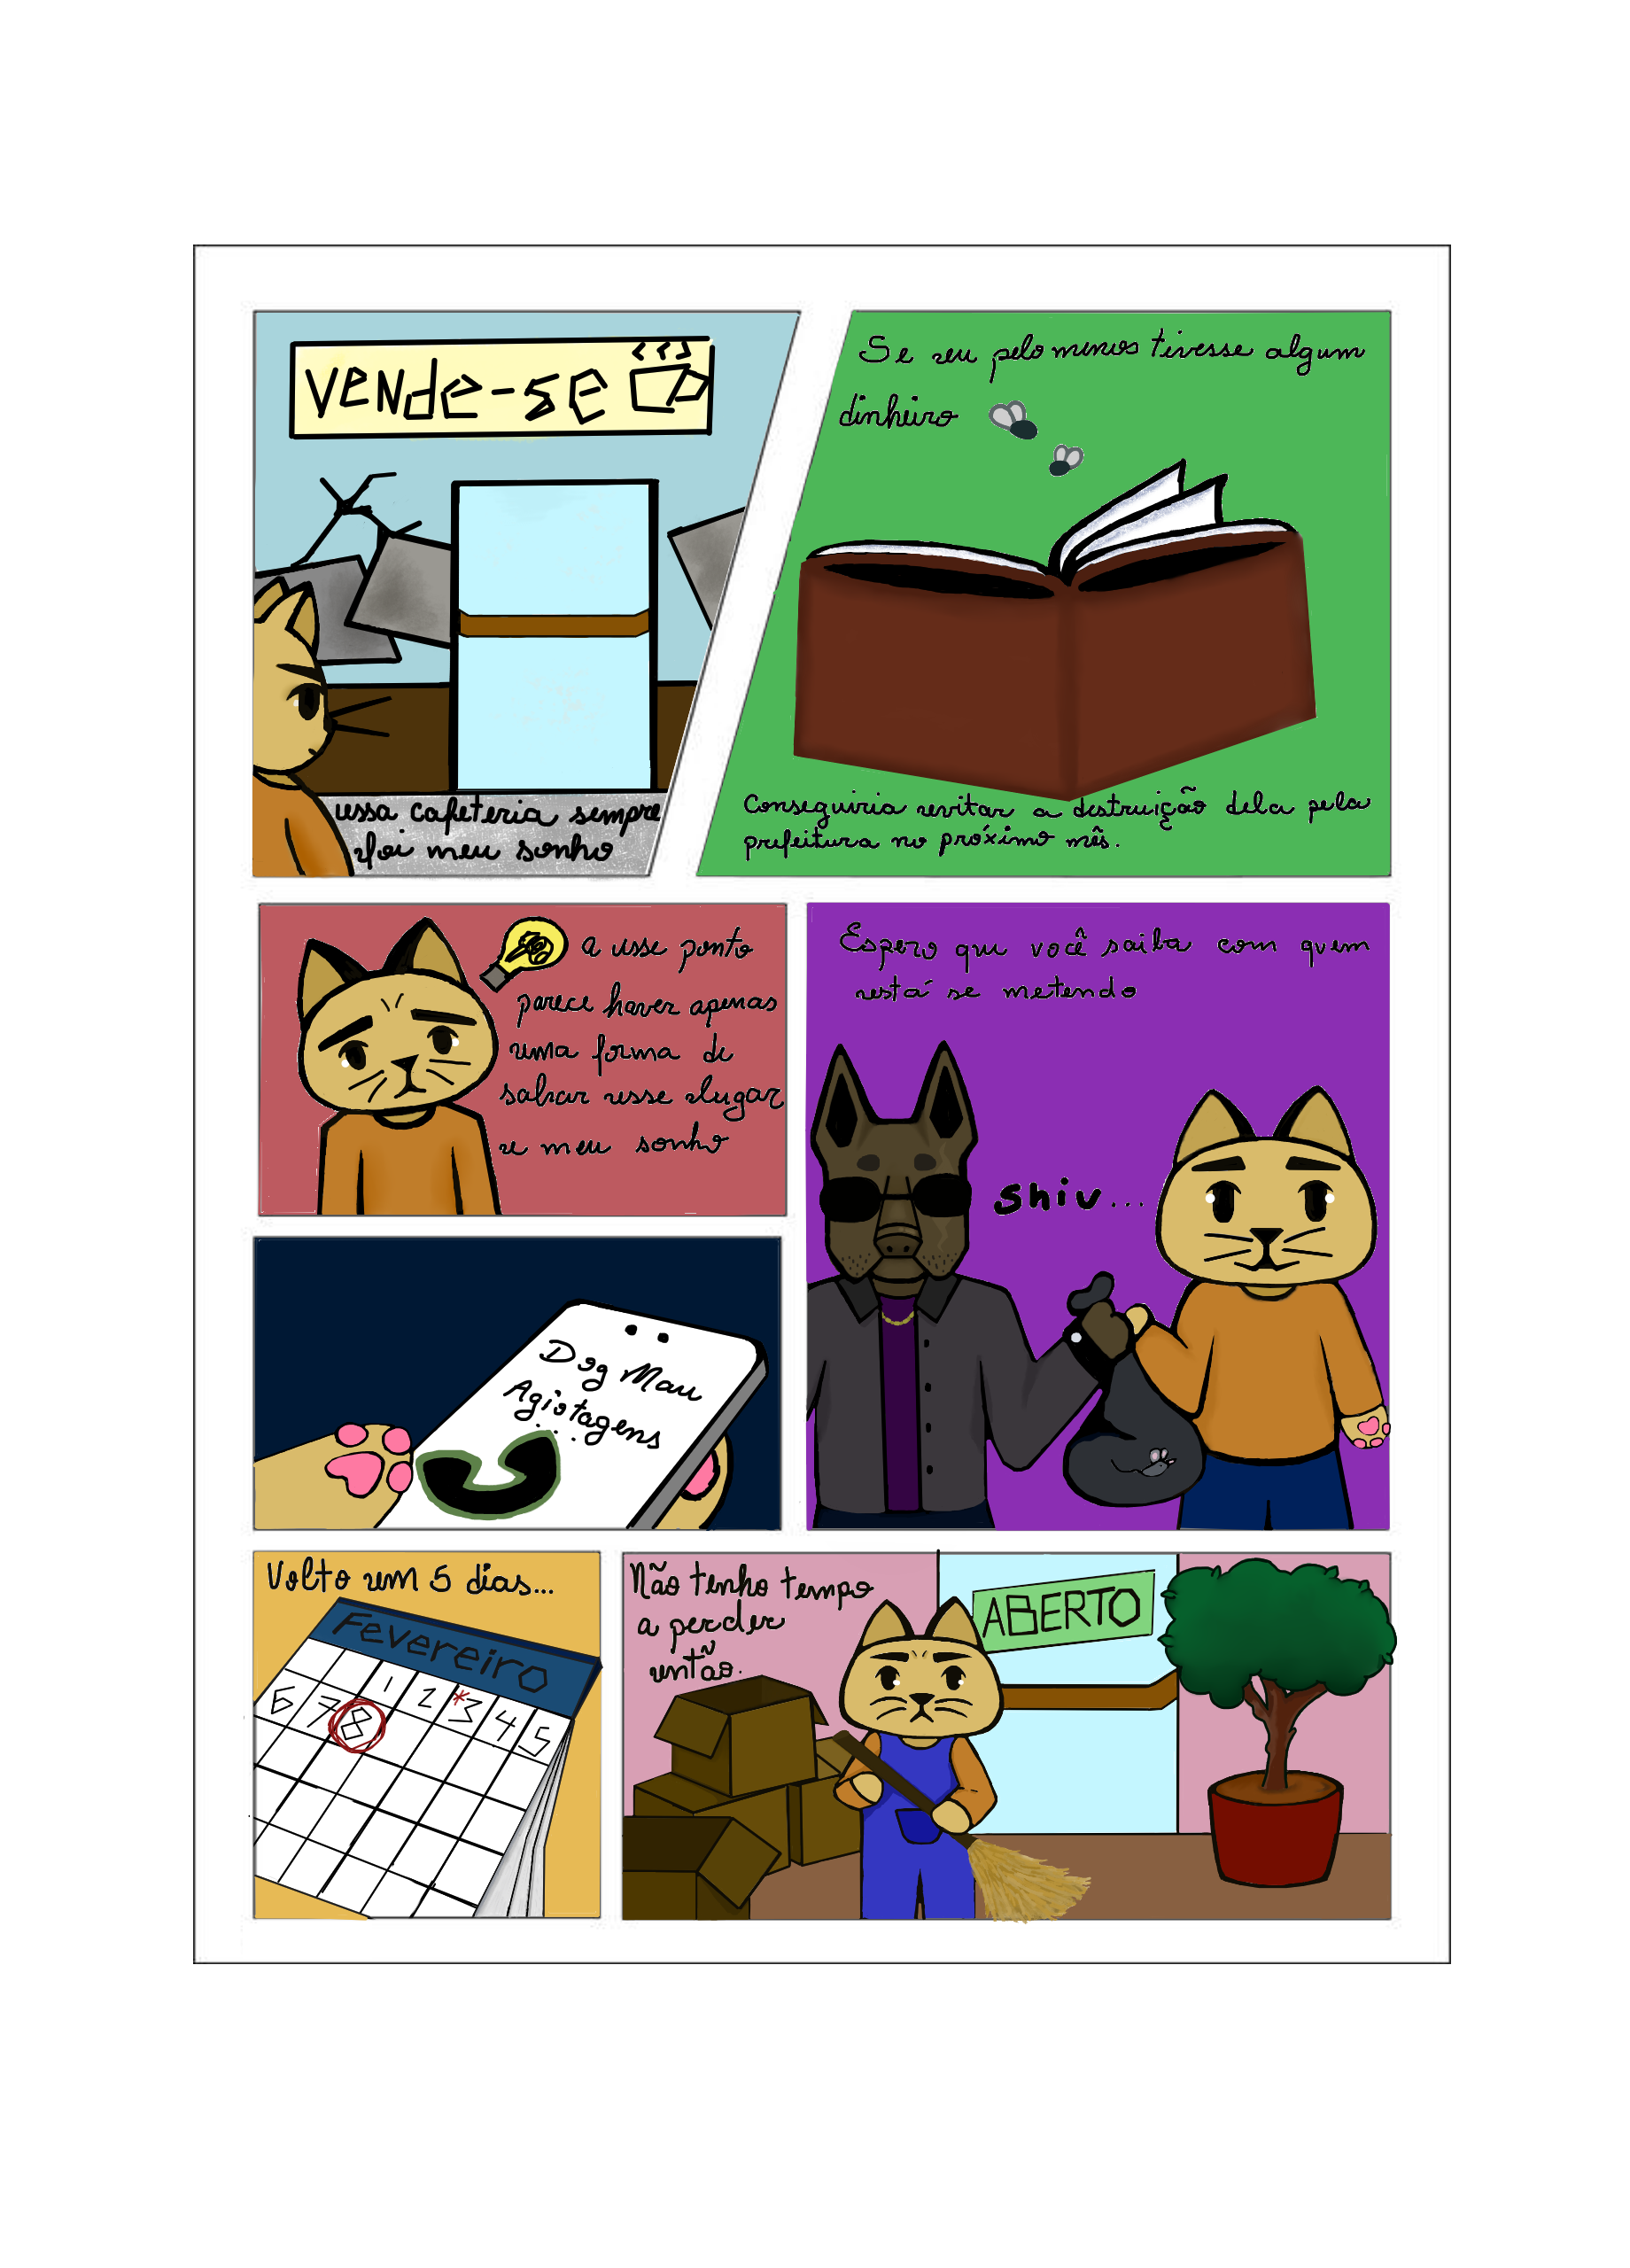 Vende-se
essa cafeteria sempre
foi meu sonho
Se eu pelo menos tivesse algum
dinheiro
Conseguiria evitar a destruição dela pela
prefeitura no próximo mês.
a esse ponto
parece haver apenas
uma forma de
salvar esse lugar
e meu sonho
Espero que você saiba com quem
está se metendo
shiv...
Dog Mau
Agiotagens
...
Volto em 5 dias...
Fevereiro
1 2 *3 4 5
6 7 8
Não tenho tempo
a perder
então.
ABERTO